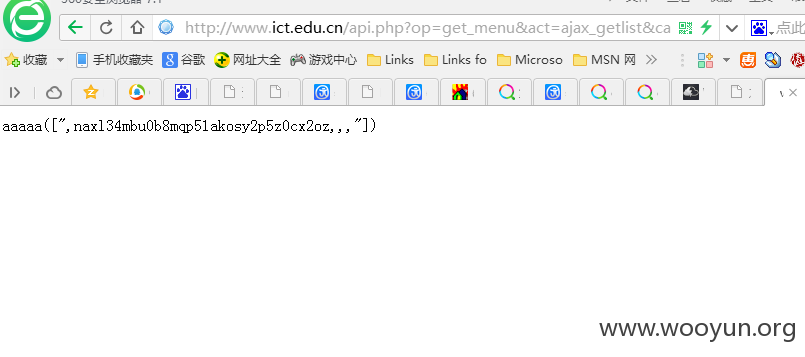 http://www.ict.edu.cn/api.php?op=get_menu&act=ajax_getlist&ca
点此
收藏 手机收藏夹 谷歌 网址大全 游戏中心 Links Links fo Microso MSN 网
aaaaa([",naxl34mbu0b8mqp51akosy2p5z0cx2oz,,,"])
www.wooyun.org